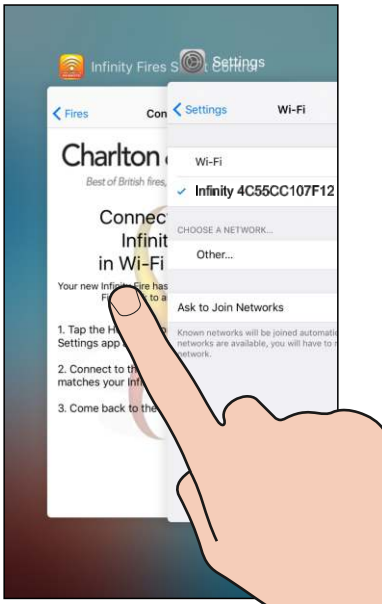 Infinity Fires S t Control
Settings
Fires
Con
Charlton
Best of British fires,
Connec
Infinit
in Wi-Fi
Your new Infinity Fire has
Fi k to a
1. Tap the H o
Settings app
2. Connect to th
matches your Infi
3. Come back to the
Settings
Wi-Fi
Wi-Fi
Infinity 4C55CC107F12
CHOOSE A NETWORK...
Other...
Ask to Join Networks
Known networks will be joined automatic
networks are available, you will have to
network.